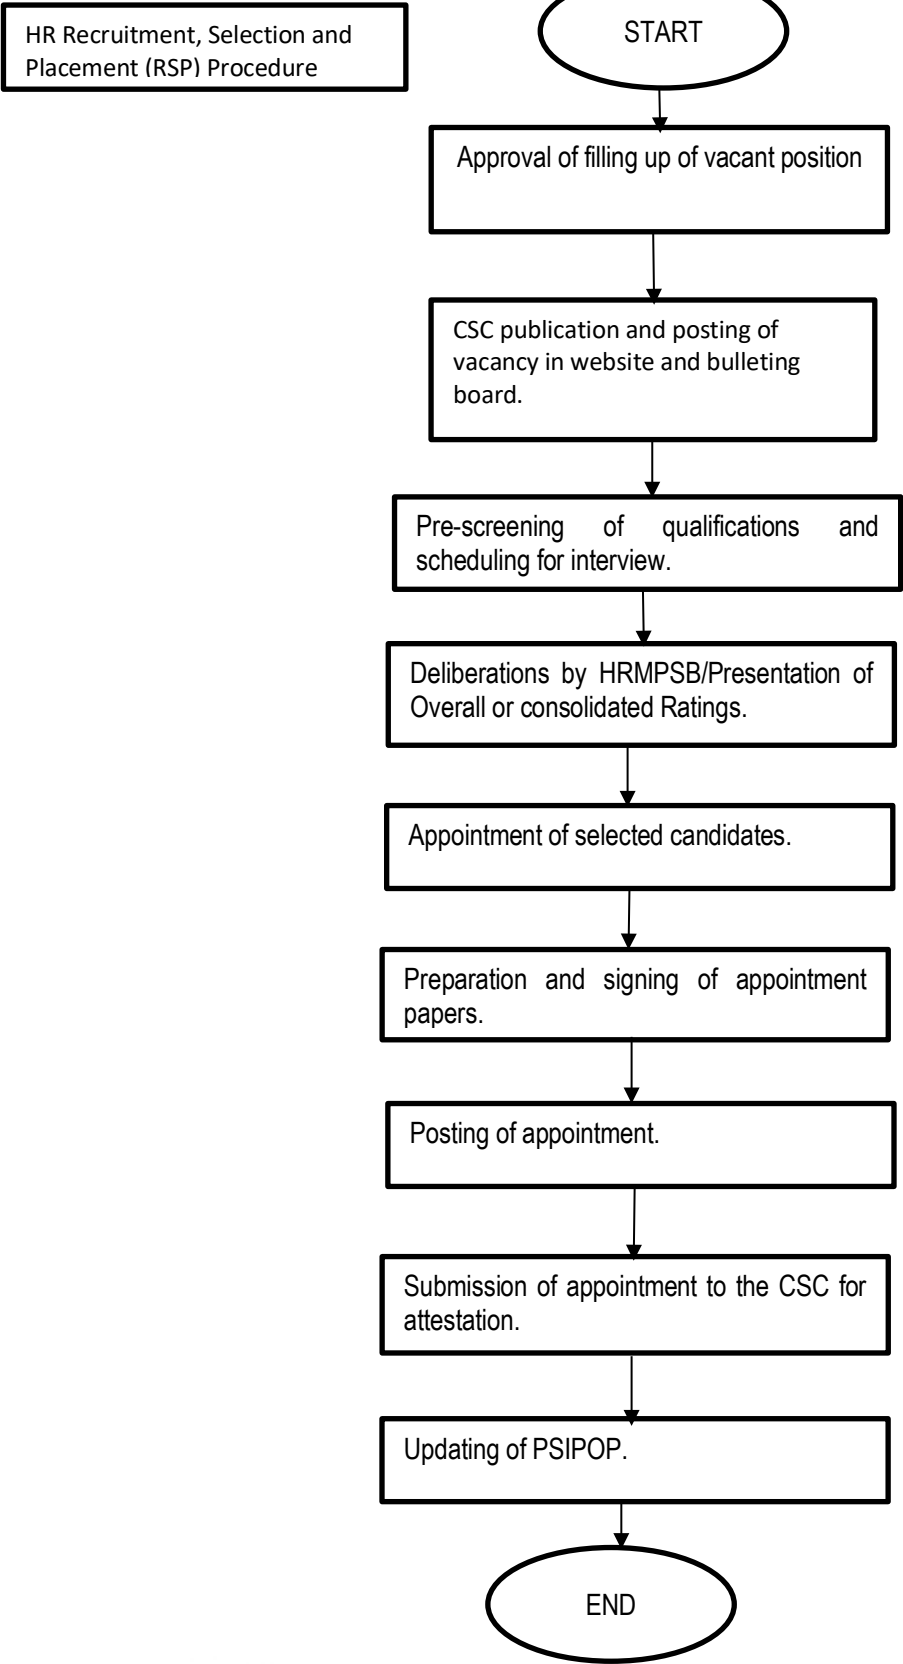 HR Recruitment, Selection and
Placement (RSP) Procedure
START
Approval of filling up of vacant position
CSC publication and posting of
vacancy in website and bulleting
board.
Pre-screening of qualifications and
scheduling for interview.
Deliberations by HRMPSB/Presentation of
Overall or consolidated Ratings.
Appointment of selected candidates.
Preparation and signing of appointment
papers.
Posting of appointment.
Submission of appointment to the CSC for
attestation.
Updating of PSIPOP.
END